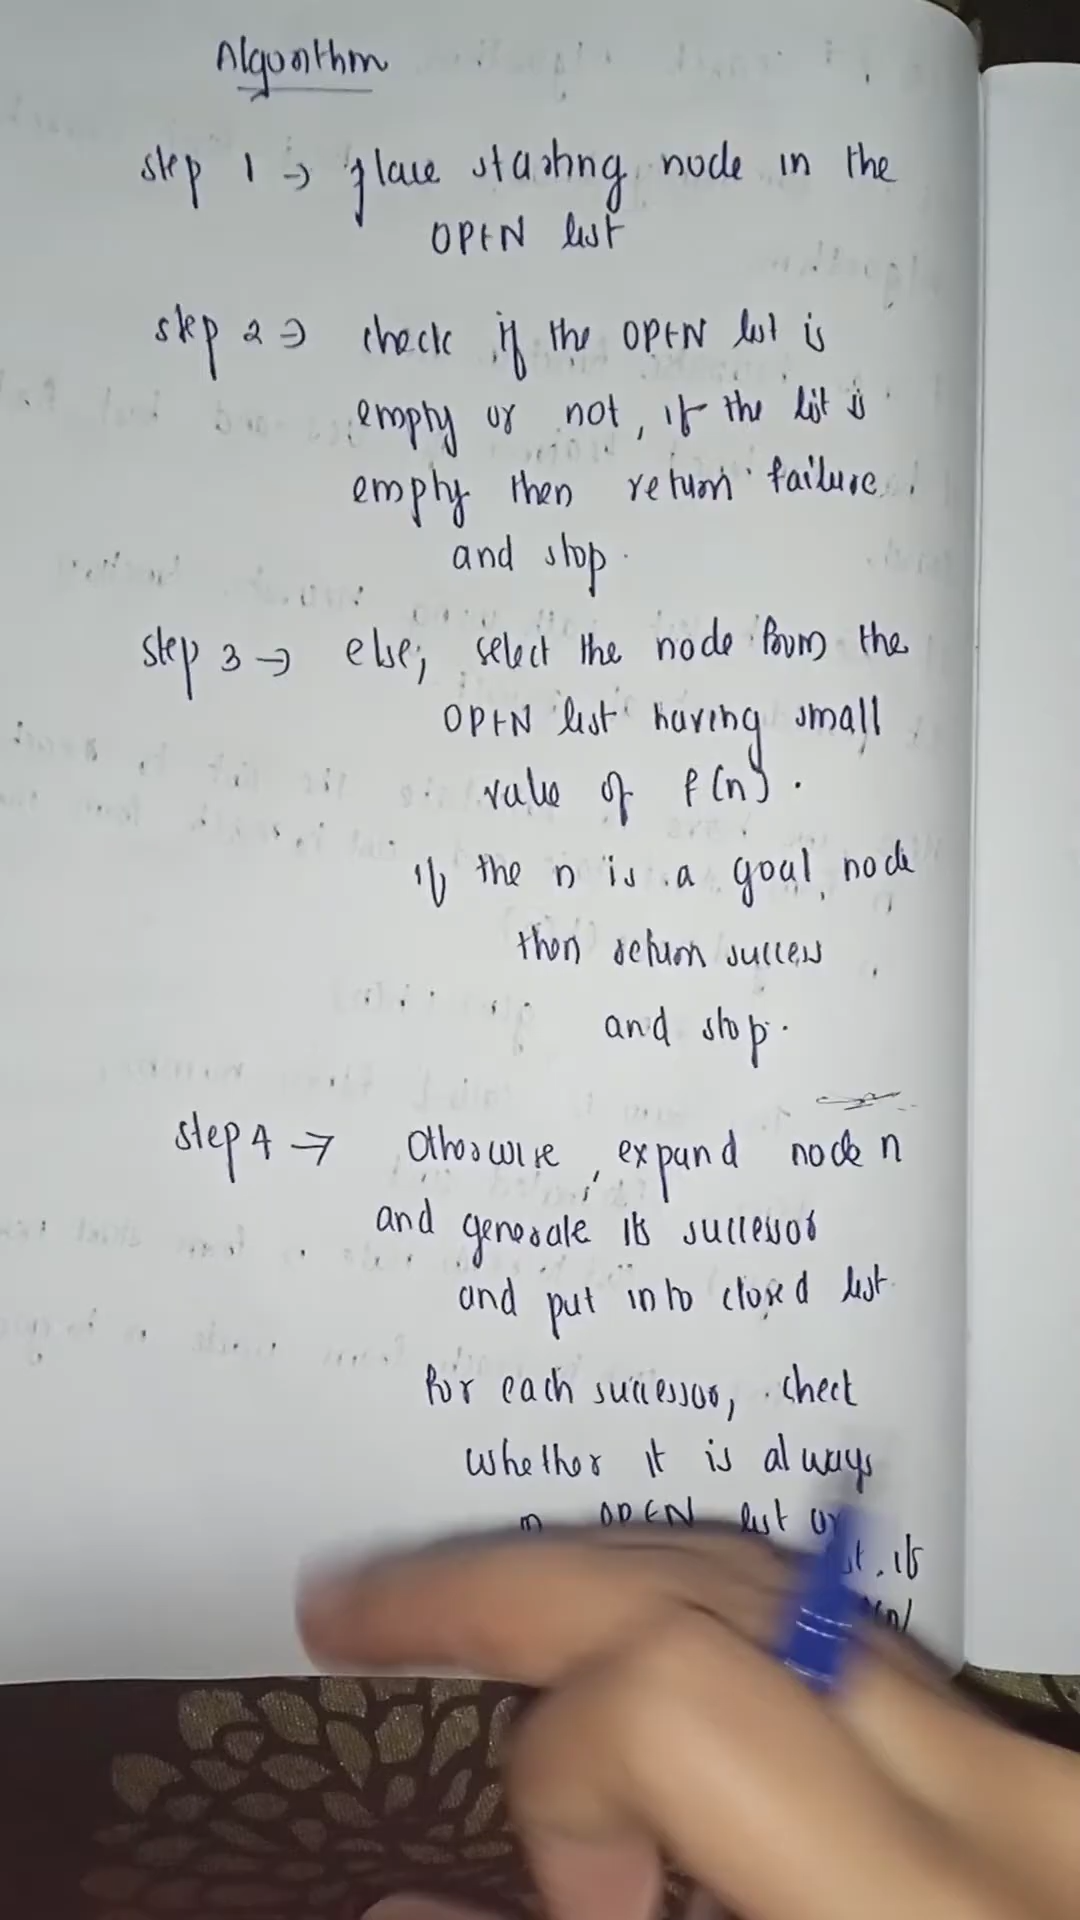 Algorithm
step 1 → place starting node in the
OPEN list
step 2 → check if the OPEN list is
empty or not, if the list is
empty then return failure
and stop.
step 3 → else; select the node from the
OPEN list having small
value of f(n).
if the n is a goal node
then return success
and stop.
step 4 → Otherwise, expand node n
and generate its successor
and put into closed list
for each successor, check
whether it is always
in OPEN list or
if